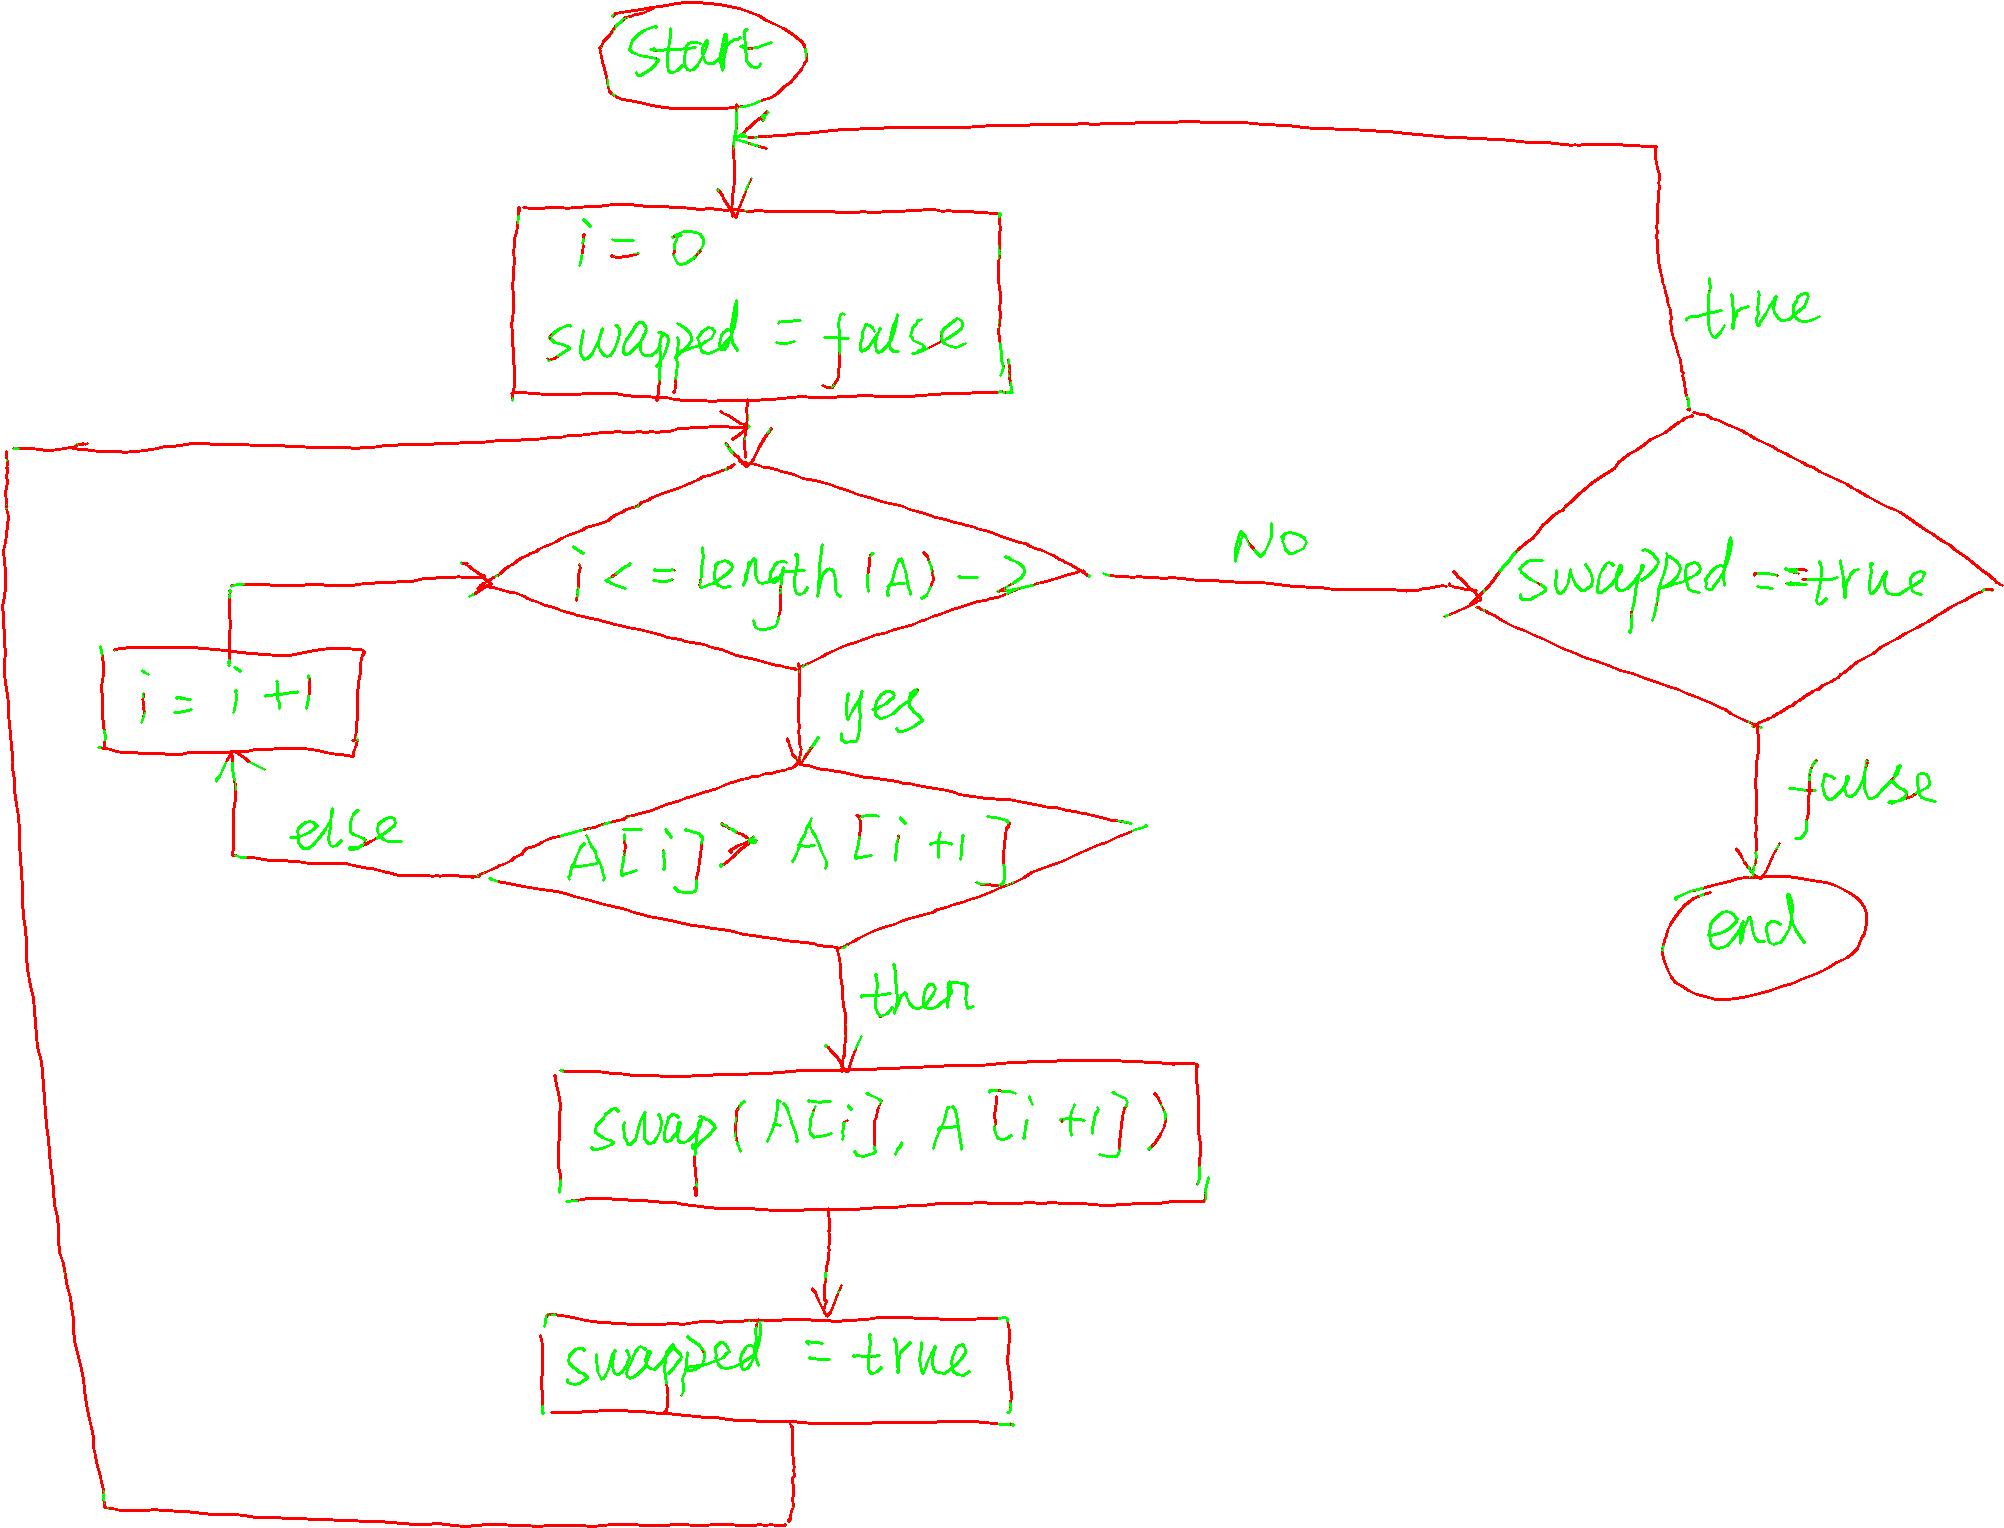 start
i = 0
swapped = false
true
i <= length(A) - 2
No
swapped == true
i = i + 1
yes
false
else
A[i] > A[i+1]
end
then
swap(A[i], A[i+1])
swapped = true